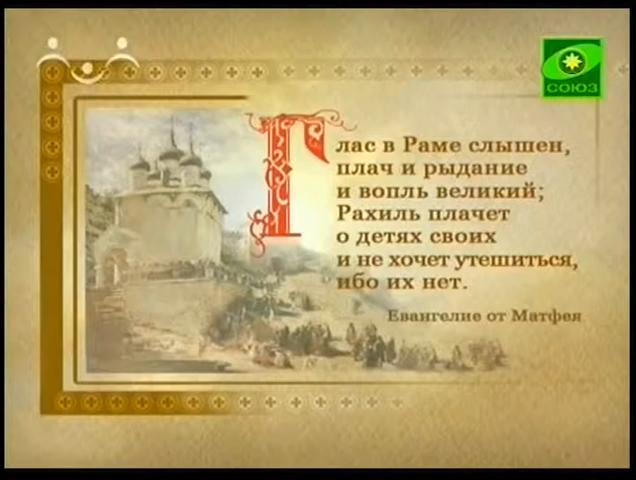 СОЮЗ
Глас в Раме слышен,
плач и рыдание
и вопль великий;
Рахиль плачет
о детях своих
и не хочет утешиться,
ибо их нет.
Евангелие от Матфея